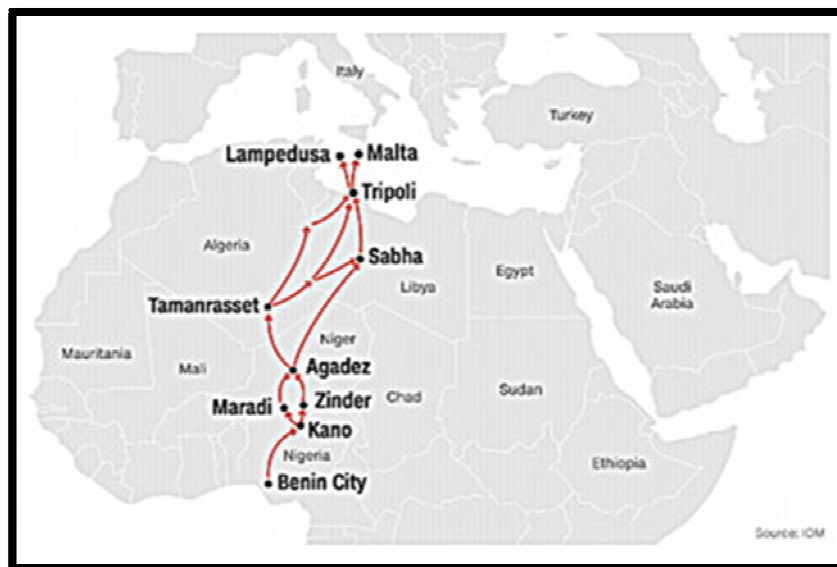 Italy
Turkey
Lampedusa
Malta
Tripoli
Algeria
Sabha
Libya
Egypt
Saudi
Arabia
Tamanrasset
Mauritania
Mali
Niger
Agadez
Chad
Sudan
Maradi
Zinder
Kano
Nigeria
Ethiopia
Benin City
Source: IOM